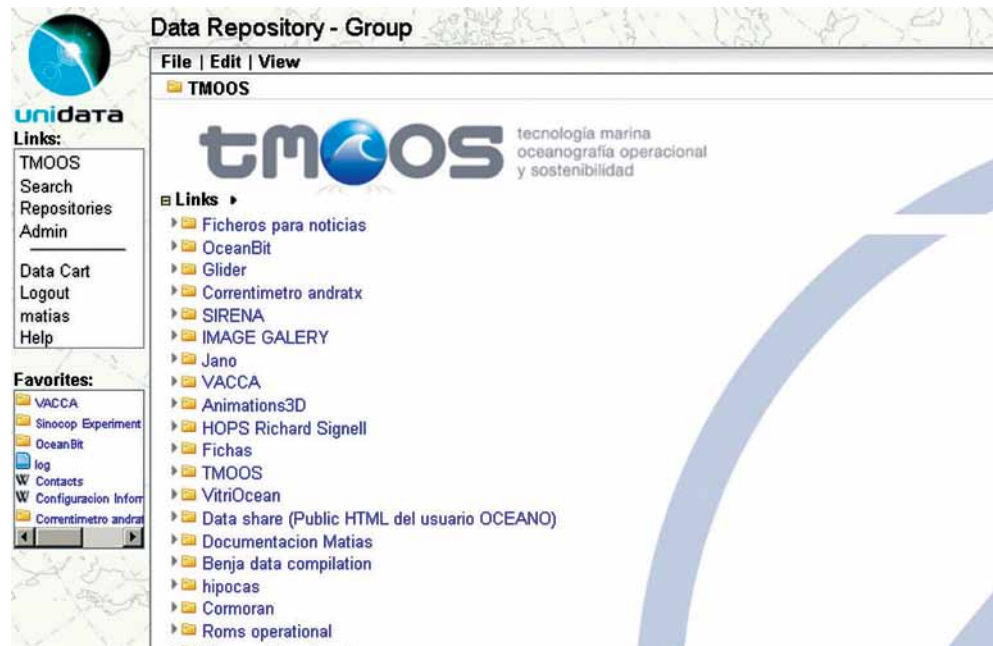 Data Repository - Group
File | Edit | View
TMOOS
unidata
Links:
TMOOS
Search
Repositories
Admin
Data Cart
Logout
matias
Help
Favorites:
VACCA
Sinocop Experiment
OceanBit
log
Contacts
Configuracion Inform
Correntimetro andrat
tmoos
tecnología marina
oceanografía operacional
y sostenibilidad
Links
Ficheros para noticias
OceanBit
Glider
Correntimetro andratx
SIRENA
IMAGE GALERY
Jano
VACCA
Animations3D
HOPS Richard Signell
Fichas
TMOOS
VitriOcean
Data share (Public HTML del usuario OCEANO)
Documentacion Matias
Benja data compilation
hipocas
Cormoran
Roms operational